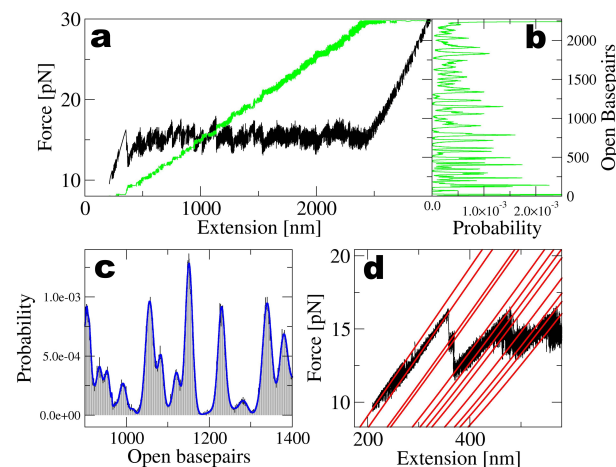 a
Force [pN]
30
20
10
0
1000
2000
Extension [nm]
b
2000
1500
1000
500
0
Open Basepairs
0.0
1.0×10⁻³
2.0×10⁻³
Probability
c
Probability
1.0e-03
5.0e-04
0.0e+00
1000
1200
1400
Open basepairs
d
Force [pN]
20
15
10
200
400
Extension [nm]